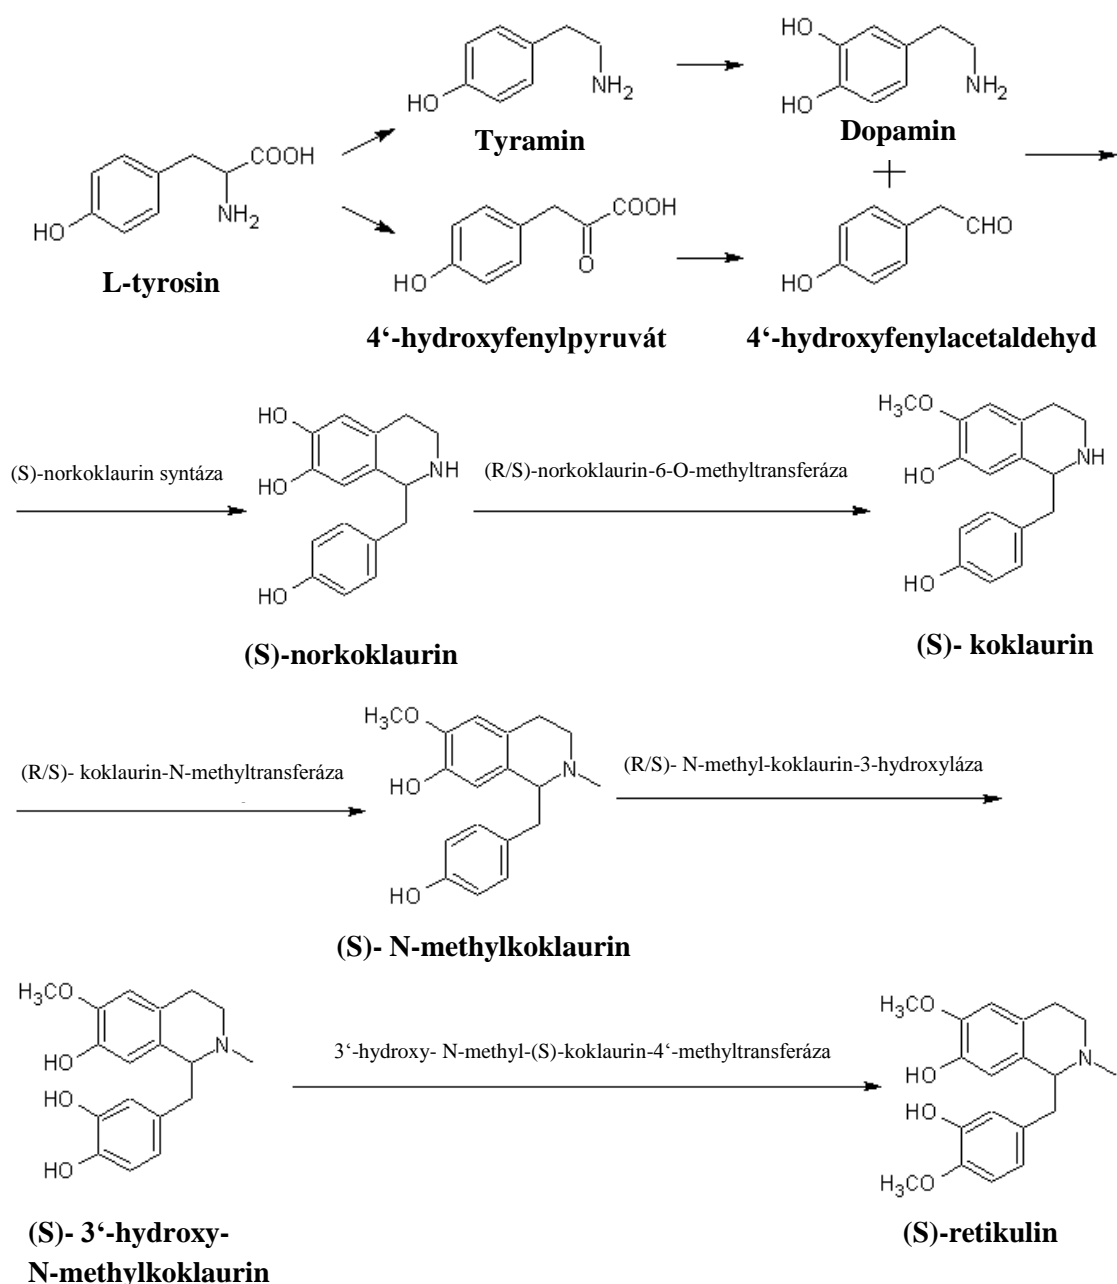 HO
NH2
Tyramin
HO
HO
NH2
Dopamin
+
COOH
NH2
HO
L-tyrosin
COOH
O
HO
4‘-hydroxyfenylpyruvát
CHO
HO
4‘-hydroxyfenylacetaldehyd
(S)-norkoklaurin syntáza
HO
HO
NH
HO
(S)-norkoklaurin
(R/S)-norkoklaurin-6-O-methyltransferáza
H3CO
HO
NH
HO
(S)- koklaurin
(R/S)- koklaurin-N-methyltransferáza
H3CO
HO
N
HO
(S)- N-methylkoklaurin
(R/S)- N-methyl-koklaurin-3-hydroxyláza
H3CO
HO
N
HO
HO
(S)- 3‘-hydroxy-
N-methylkoklaurin
3‘-hydroxy- N-methyl-(S)-koklaurin-4‘-methyltransferáza
H3CO
HO
N
HO
H3CO
(S)-retikulin